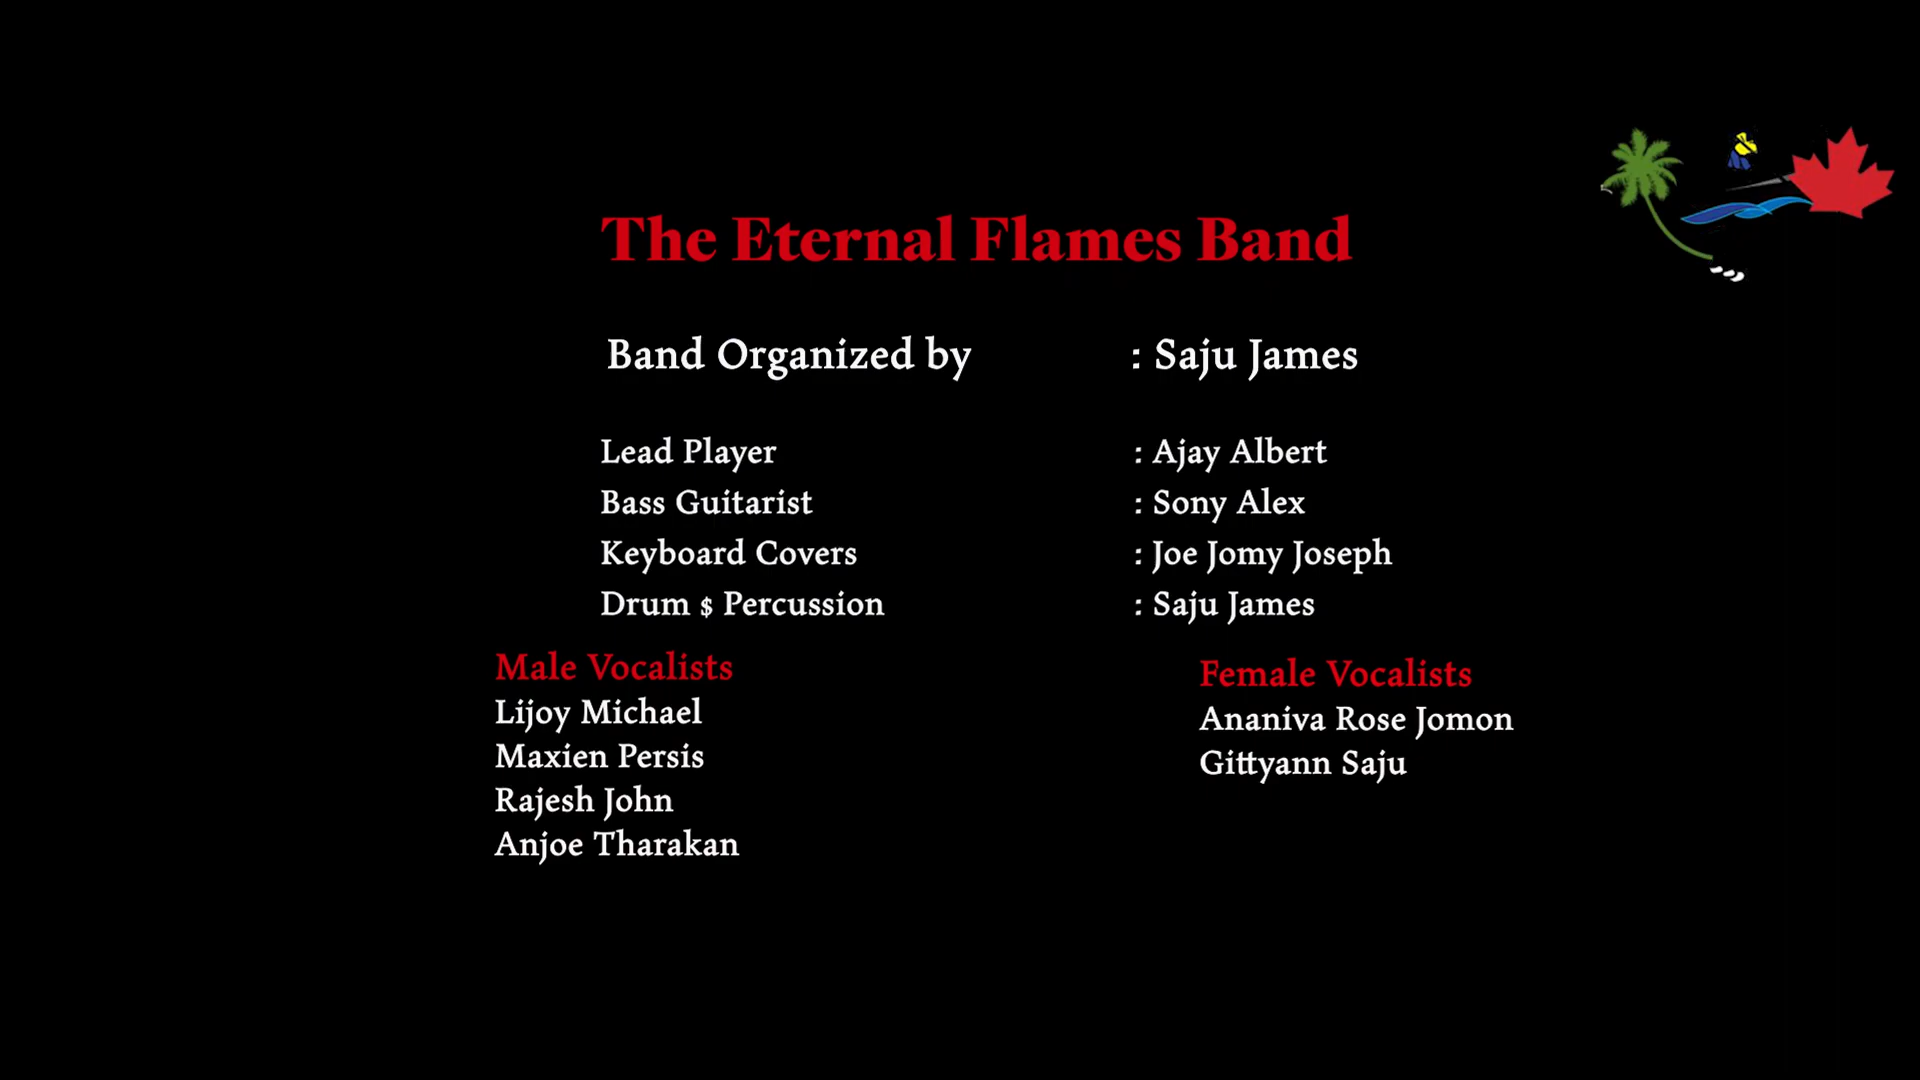 The Eternal Flames Band
Band Organized by : Saju James
Lead Player : Ajay Albert
Bass Guitarist : Sony Alex
Keyboard Covers : Joe Jomy Joseph
Drum $ Percussion : Saju James
Male Vocalists
Lijoy Michael
Maxien Persis
Rajesh John
Anjoe Tharakan
Female Vocalists
Ananiva Rose Jomon
Gittyann Saju